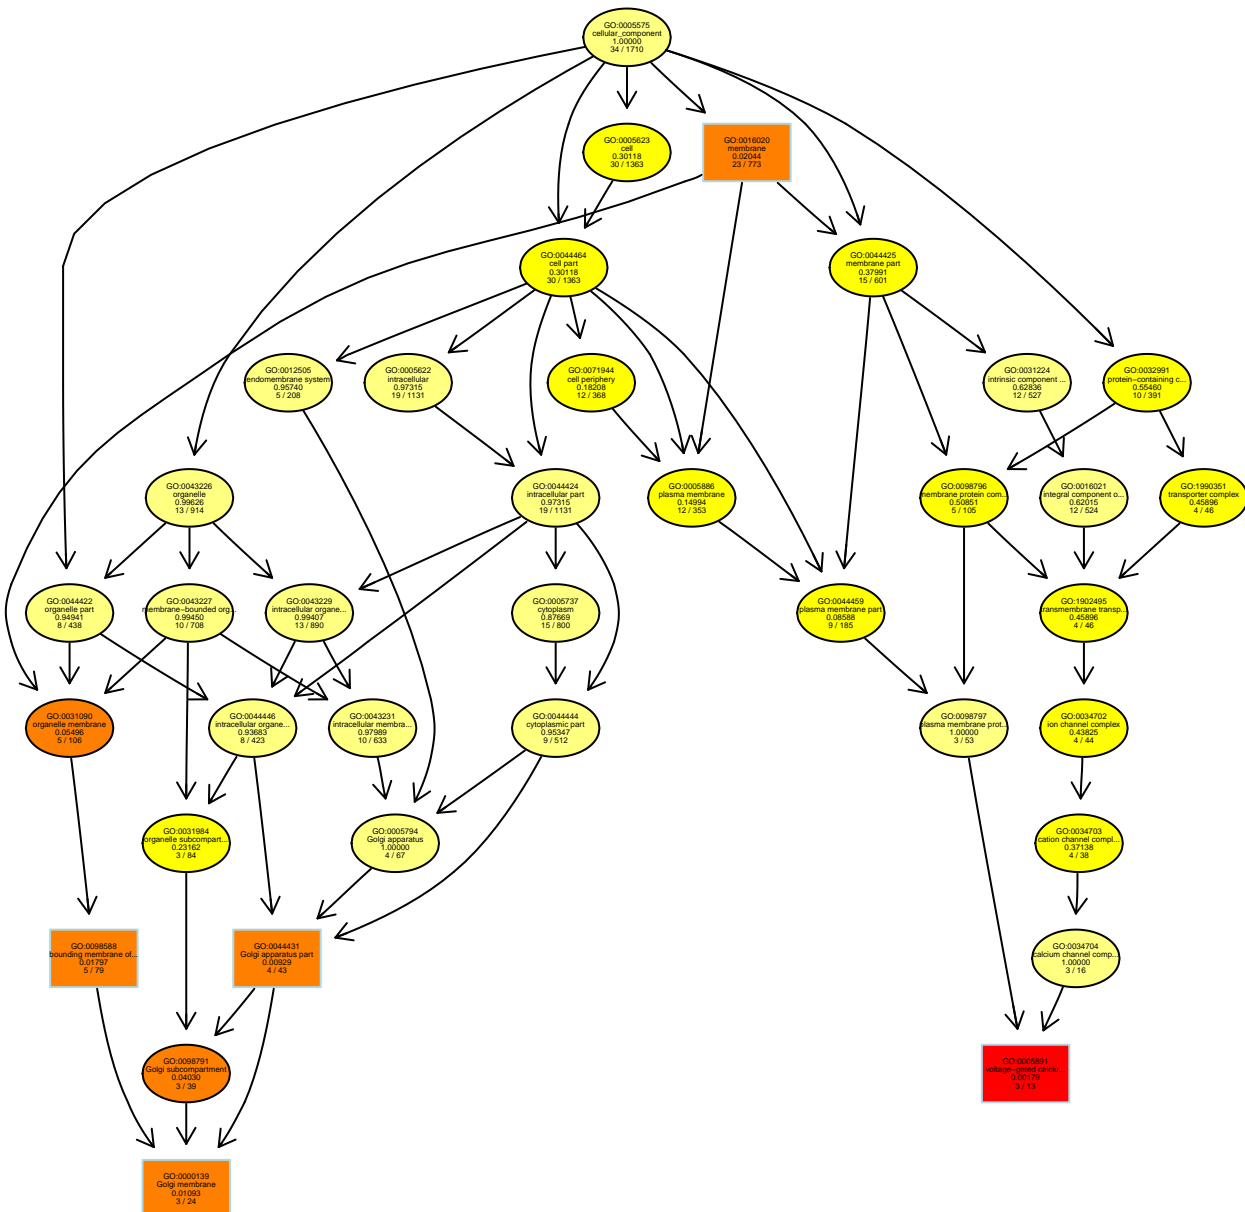 GO:0005575
cellular_component
1.00000
34 / 1710
GO:0005623
cell
0.30118
30 / 1363
GO:0016020
membrane
0.02044
23 / 773
GO:0044464
cell part
0.30118
30 / 1363
GO:0044425
membrane part
0.37991
15 / 601
GO:0012505
endomembrane system
0.95740
5 / 208
GO:0005622
intracellular
0.97315
19 / 1131
GO:0071944
cell periphery
0.18208
12 / 368
GO:0031224
intrinsic component ...
0.62836
12 / 527
GO:0032991
protein−containing c...
0.55460
10 / 391
GO:0043226
organelle
0.99626
13 / 914
GO:0044424
intracellular part
0.97315
19 / 1131
GO:0005886
plasma membrane
0.14994
12 / 353
GO:0098796
membrane protein com...
0.50851
5 / 105
GO:0016021
integral component o...
0.62015
12 / 524
GO:1990351
transporter complex
0.45896
4 / 46
GO:0044422
organelle part
0.94941
8 / 438
GO:0043227
membrane−bounded org...
0.99450
10 / 708
GO:0043229
intracellular organe...
0.99407
13 / 890
GO:0005737
cytoplasm
0.87669
15 / 800
GO:0044459
plasma membrane part
0.08588
9 / 185
GO:1902495
transmembrane transp...
0.45896
4 / 46
GO:0031090
organelle membrane
0.05496
5 / 106
GO:0044446
intracellular organe...
0.93683
8 / 423
GO:0043231
intracellular membra...
0.97989
10 / 633
GO:0044444
cytoplasmic part
0.95347
9 / 512
GO:0098797
plasma membrane prot...
1.00000
3 / 53
GO:0034702
ion channel complex
0.43825
4 / 44
GO:0031984
organelle subcompart...
0.23162
3 / 84
GO:0005794
Golgi apparatus
1.00000
4 / 67
GO:0034703
cation channel compl...
0.37138
4 / 38
GO:0098588
bounding membrane of...
0.01797
5 / 79
GO:0044431
Golgi apparatus part
0.00929
4 / 43
GO:0034704
calcium channel comp...
1.00000
3 / 16
GO:0098791
Golgi subcompartment
0.04030
3 / 39
GO:0005891
voltage−gated calciu...
0.00179
3 / 13
GO:0000139
Golgi membrane
0.01093
3 / 24